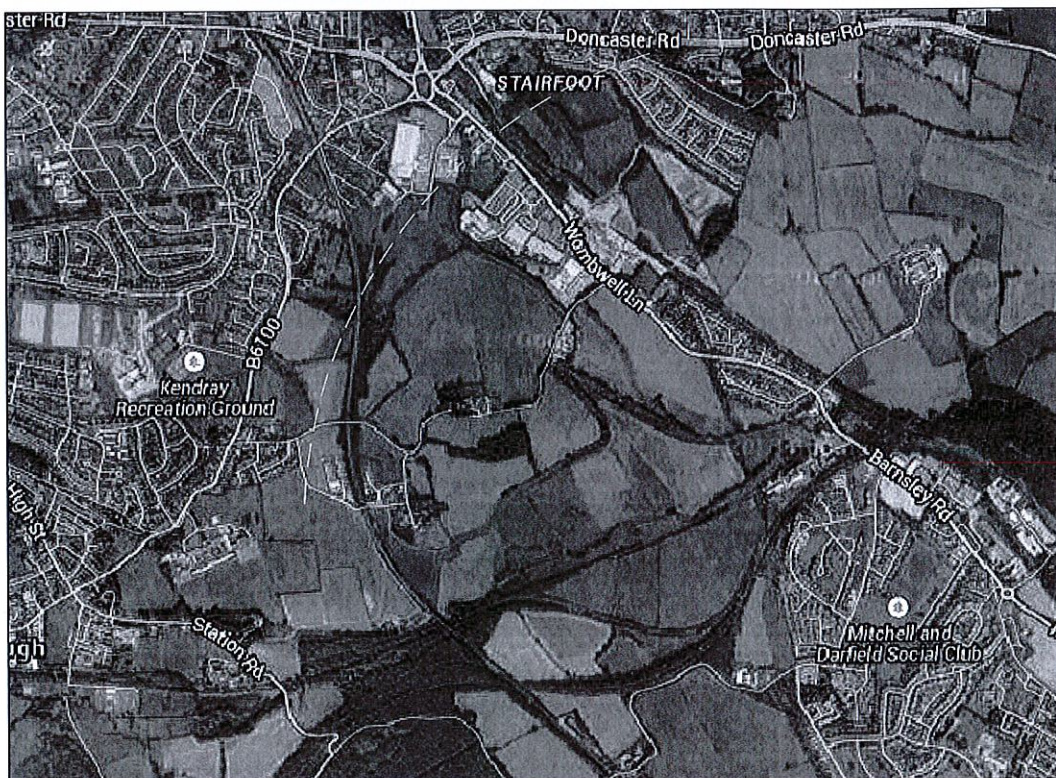 ster Rd
Doncaster Rd
Doncaster Rd
STAIRFOOT
Wombwell Ln
B6100
Kendray
Recreation Ground
High St
Barnsley Rd
Station Rd
ugh
Mitchell and
Darfield Social Club